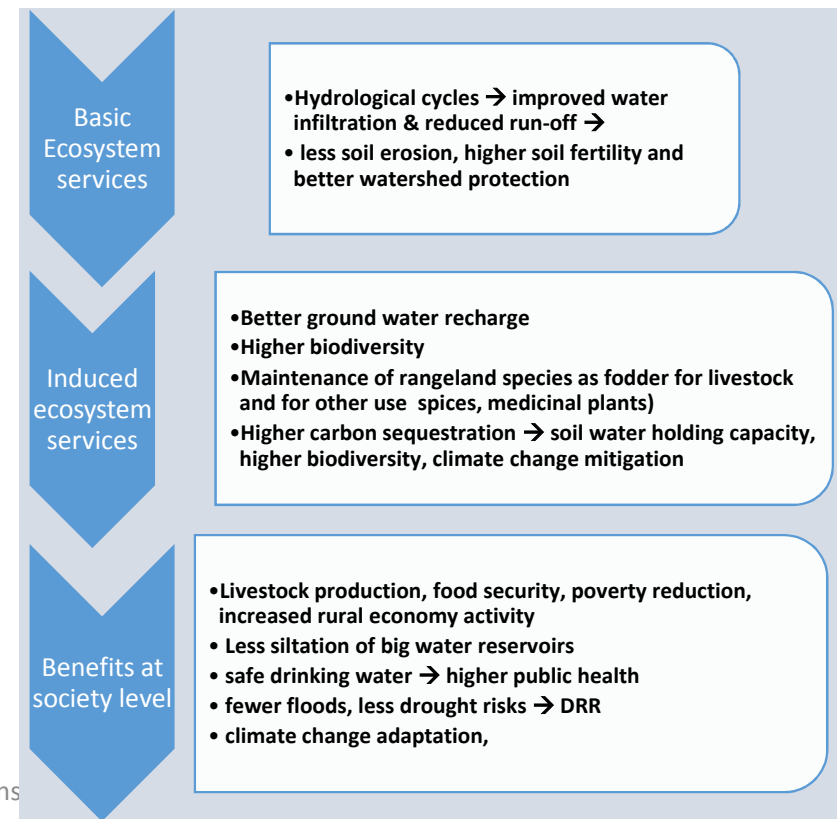 Basic
Ecosystem
services
•Hydrological cycles → improved water
infiltration & reduced run-off →
• less soil erosion, higher soil fertility and
better watershed protection
Induced
ecosystem
services
•Better ground water recharge
•Higher biodiversity
•Maintenance of rangeland species as fodder for livestock
and for other use spices, medicinal plants)
•Higher carbon sequestration → soil water holding capacity,
higher biodiversity, climate change mitigation
Benefits at
society level
•Livestock production, food security, poverty reduction,
increased rural economy activity
• Less siltation of big water reservoirs
• safe drinking water → higher public health
• fewer floods, less drought risks → DRR
• climate change adaptation,
ns